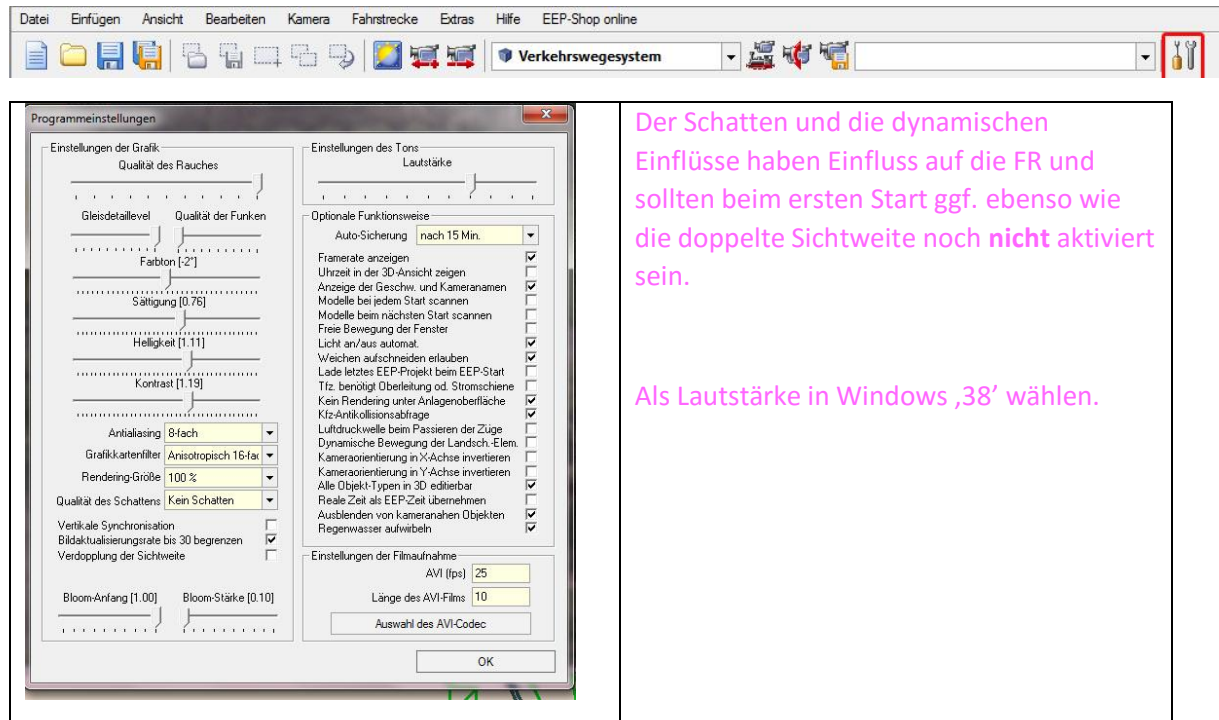 Datei Einfügen Ansicht Bearbeiten Kamera Fahrstrecke Extras Hilfe EEP-Shop online
Verkehrswegesystem
Programmeinstellungen
Einstellungen der Grafik
Qualität des Rauches
Gleisdetaillevel Qualität der Funken
Farbton [-2°]
Sättigung [0.76]
Helligkeit [1.11]
Kontrast [1.19]
Antialiasing 8-fach
Grafikkartenfilter Anisotropisch 16-fac
Rendering-Größe 100 %
Qualität des Schattens Kein Schatten
Vertikale Synchronisation
Bildaktualisierungsrate bis 30 begrenzen
Verdopplung der Sichtweite
Bloom-Anfang [1.00] Bloom-Stärke [0.10]
Einstellungen des Tons
Lautstärke
Optionale Funktionsweise
Auto-Sicherung nach 15 Min.
Framerate anzeigen
Uhrzeit in der 3D-Ansicht zeigen
Anzeige der Geschw. und Kameranamen
Modelle bei jedem Start scannen
Modelle beim nächsten Start scannen
Freie Bewegung der Fenster
Licht an/aus automat.
Weichen aufschneiden erlauben
Lade letztes EEP-Projekt beim EEP-Start
Tfz. benötigt Oberleitung od. Stromschiene
Kein Rendering unter Anlagenoberfläche
Kfz-Antikollisionsabfrage
Luftdruckwelle beim Passieren der Züge
Dynamische Bewegung der Landsch.-Elem.
Kameraorientierung in X-Achse invertieren
Kameraorientierung in Y-Achse invertieren
Alle Objekt-Typen in 3D editierbar
Reale Zeit als EEP-Zeit übernehmen
Ausblenden von kameranahen Objekten
Regenwasser aufwirbeln
Einstellungen der Filmaufnahme
AVI (fps) 25
Länge des AVI-Films 10
Auswahl des AVI-Codec
OK
Der Schatten und die dynamischen
Einflüsse haben Einfluss auf die FR und
sollten beim ersten Start ggf. ebenso wie
die doppelte Sichtweite noch nicht aktiviert
sein.
Als Lautstärke in Windows ‚38’ wählen.